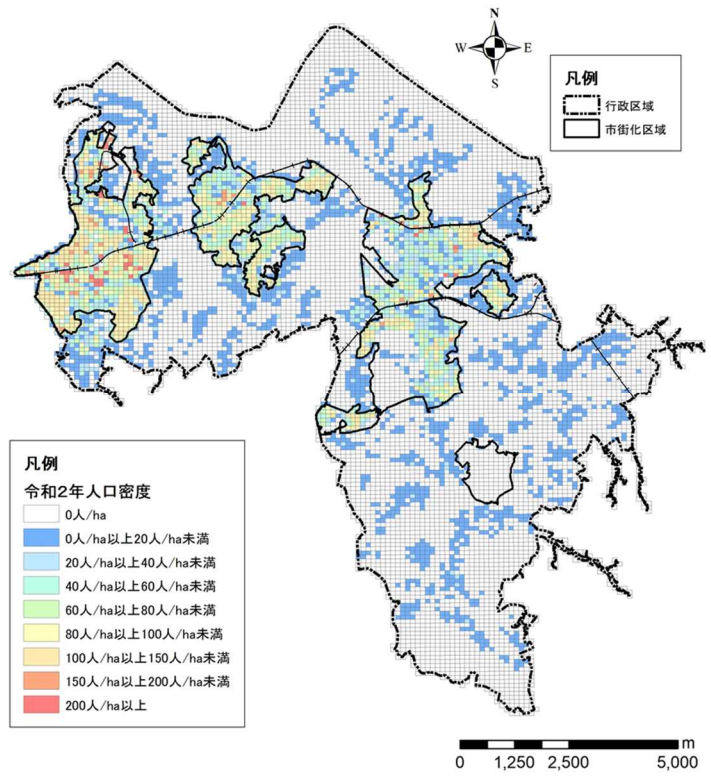 N
W
E
S
凡例
行政区域
市街化区域
凡例
令和2年人口密度
0人/ha
0人/ha以上20人/ha未満
20人/ha以上40人/ha未満
40人/ha以上60人/ha未満
60人/ha以上80人/ha未満
80人/ha以上100人/ha未満
100人/ha以上150人/ha未満
150人/ha以上200人/ha未満
200人/ha以上
m
0 1,250 2,500 5,000